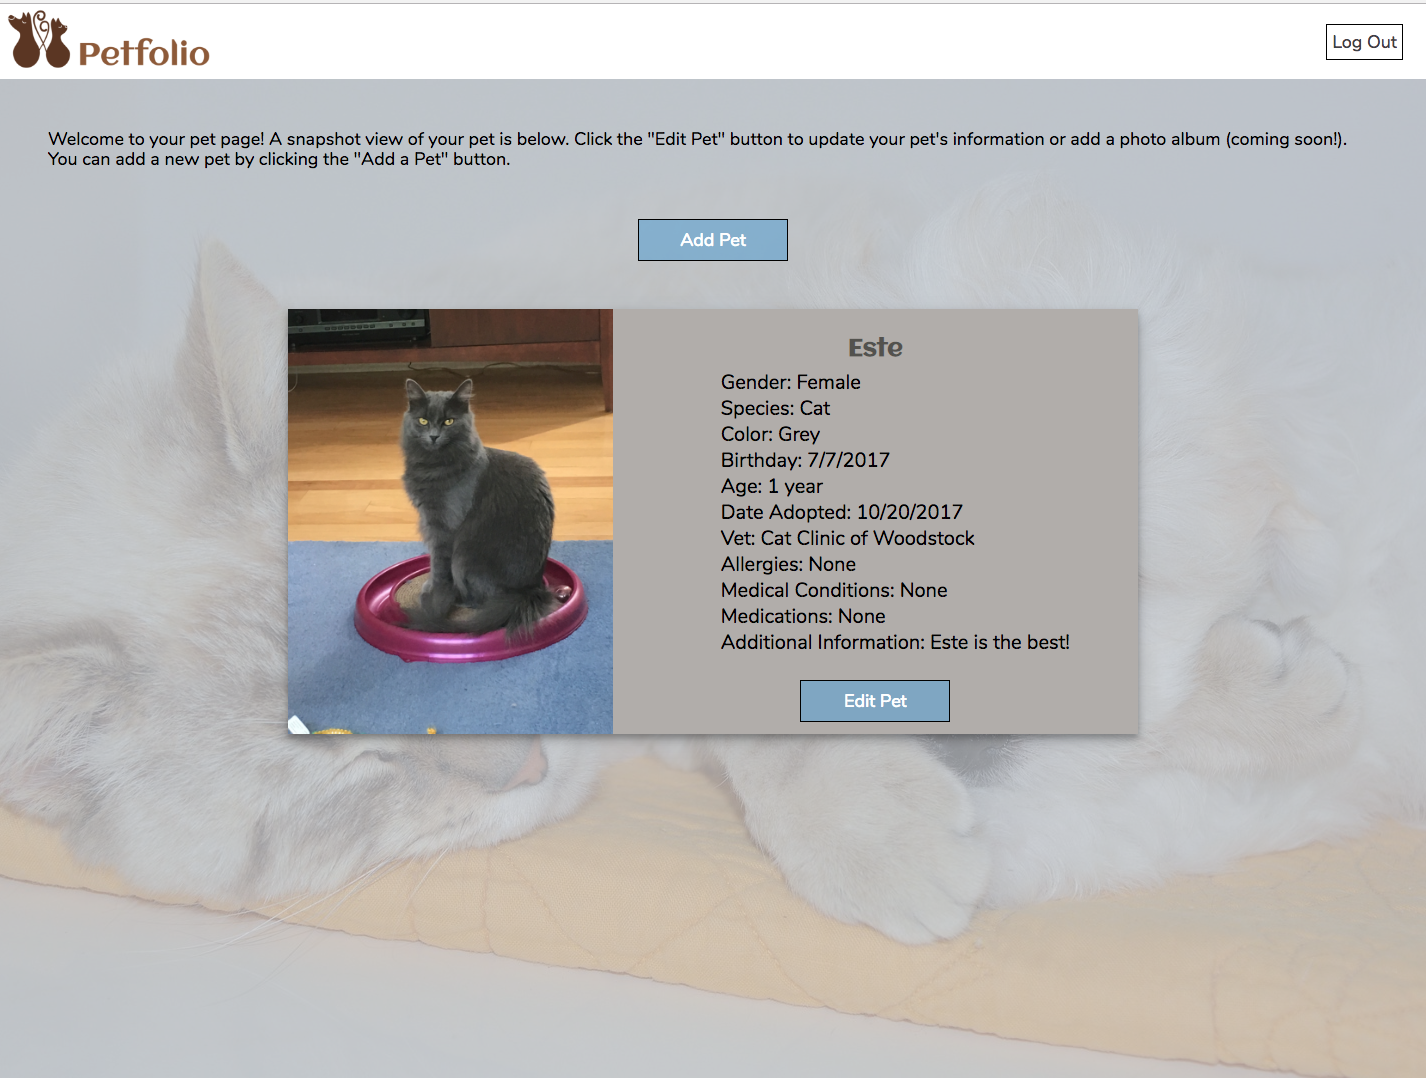 Petfolio
Log Out
Welcome to your pet page! A snapshot view of your pet is below. Click the "Edit Pet" button to update your pet's information or add a photo album (coming soon!).
You can add a new pet by clicking the "Add a Pet" button.
Add Pet
Este
Gender: Female
Species: Cat
Color: Grey
Birthday: 7/7/2017
Age: 1 year
Date Adopted: 10/20/2017
Vet: Cat Clinic of Woodstock
Allergies: None
Medical Conditions: None
Medications: None
Additional Information: Este is the best!
Edit Pet